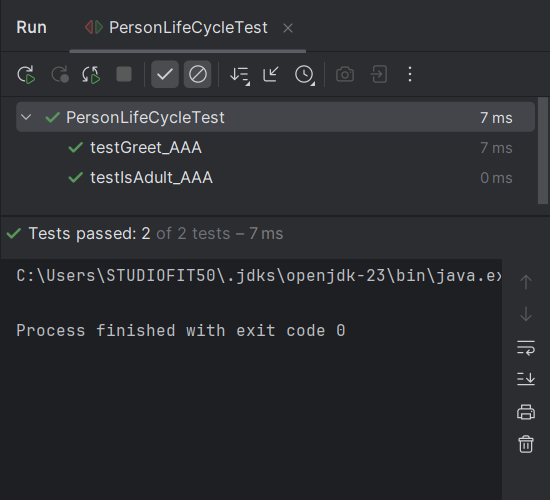 Run PersonLifeCycleTest
PersonLifeCycleTest 7 ms
testGreet_AAA 7 ms
testIsAdult_AAA 0 ms
Tests passed: 2 of 2 tests – 7 ms
C:\Users\STUDIOFIT50\.jdks\openjdk-23\bin\java.ex
Process finished with exit code 0